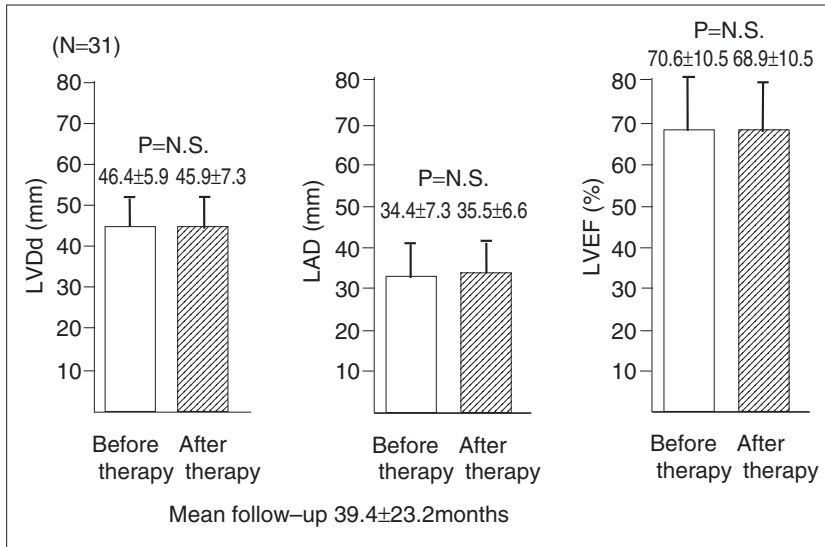 (N=31)
80
70
60
50
40
30
20
10
LVDd (mm)
P=N.S.
46.4±5.9 45.9±7.3
Before After
therapy therapy
80
70
60
50
40
30
20
10
LAD (mm)
P=N.S.
34.4±7.3 35.5±6.6
Before After
therapy therapy
P=N.S.
70.6±10.5 68.9±10.5
80
70
60
50
40
30
20
10
LVEF (%)
Before After
therapy therapy
Mean follow–up 39.4±23.2months